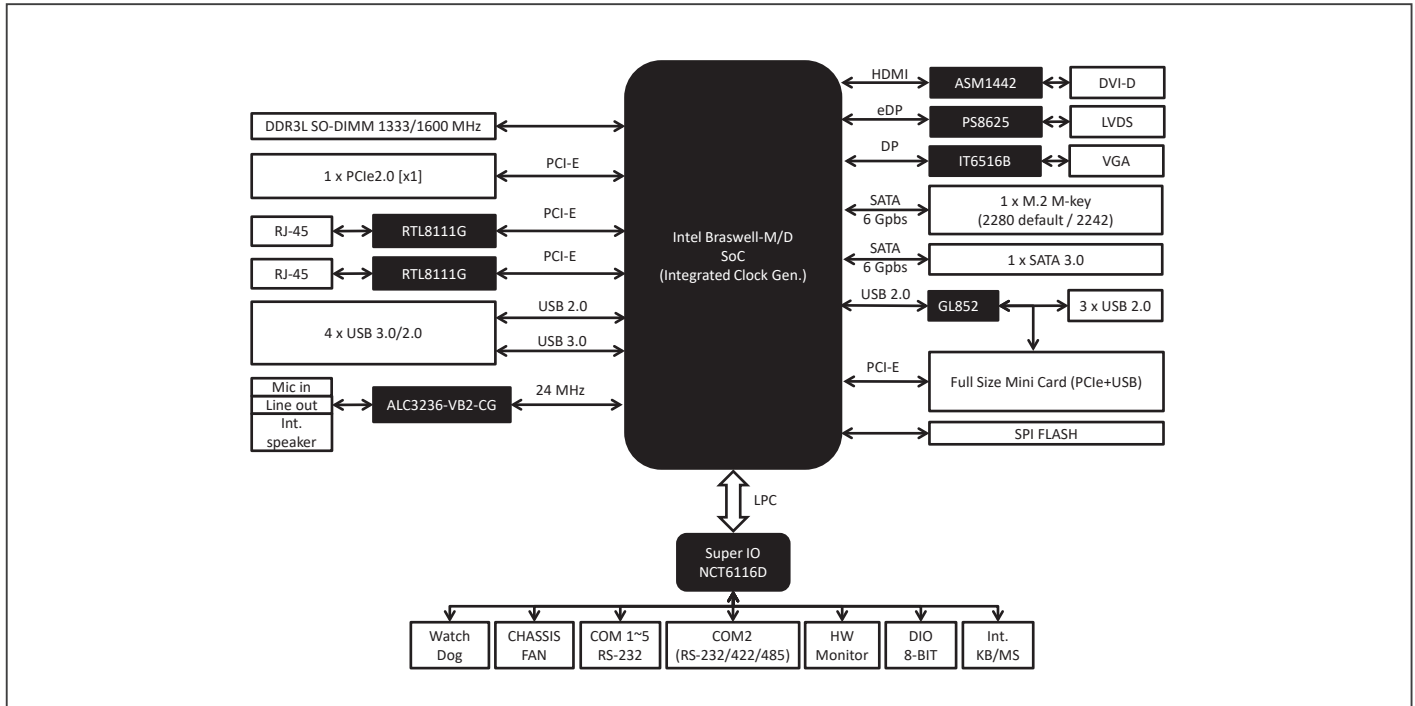 DDR3L SO-DIMM 1333/1600 MHz
1 x PCIe2.0 [x1]
PCI-E
RJ-45
RTL8111G
PCI-E
RJ-45
RTL8111G
PCI-E
4 x USB 3.0/2.0
USB 2.0
USB 3.0
Mic in
Line out
Int.
speaker
ALC3236-VB2-CG
24 MHz
Intel Braswell-M/D
SoC
(Integrated Clock Gen.)
HDMI
ASM1442
DVI-D
eDP
PS8625
LVDS
DP
IT6516B
VGA
SATA
6 Gpbs
1 x M.2 M-key
(2280 default / 2242)
SATA
6 Gpbs
1 x SATA 3.0
USB 2.0
GL852
3 x USB 2.0
PCI-E
Full Size Mini Card (PCIe+USB)
SPI FLASH
LPC
Super IO
NCT6116D
Watch
Dog
CHASSIS
FAN
COM 1~5
RS-232
COM2
(RS-232/422/485)
HW
Monitor
DIO
8-BIT
Int.
KB/MS